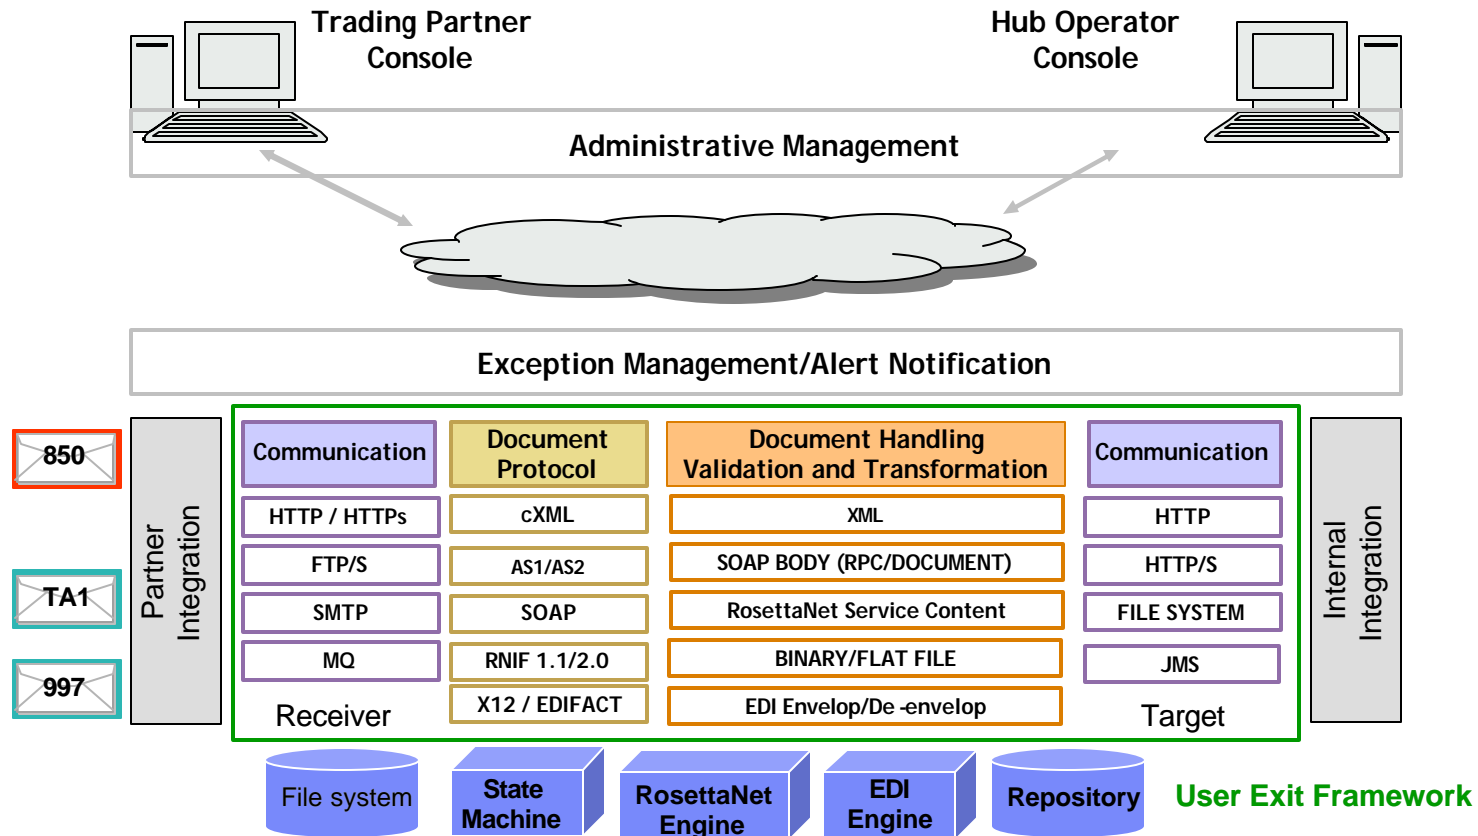 Trading Partner
Console
Hub Operator
Console
Administrative Management
Exception Management/Alert Notification
850
TA1
997
Partner
Integration
Communication
HTTP / HTTPs
FTP/S
SMTP
MQ
Receiver
Document
Protocol
cXML
AS1/AS2
SOAP
RNIF 1.1/2.0
X12 / EDIFACT
Document Handling
Validation and Transformation
XML
SOAP BODY (RPC/DOCUMENT)
RosettaNet Service Content
BINARY/FLAT FILE
EDI Envelop/De-envelop
Communication
HTTP
HTTP/S
FILE SYSTEM
JMS
Target
Internal
Integration
File system
State
Machine
RosettaNet
Engine
EDI
Engine
Repository
User Exit Framework